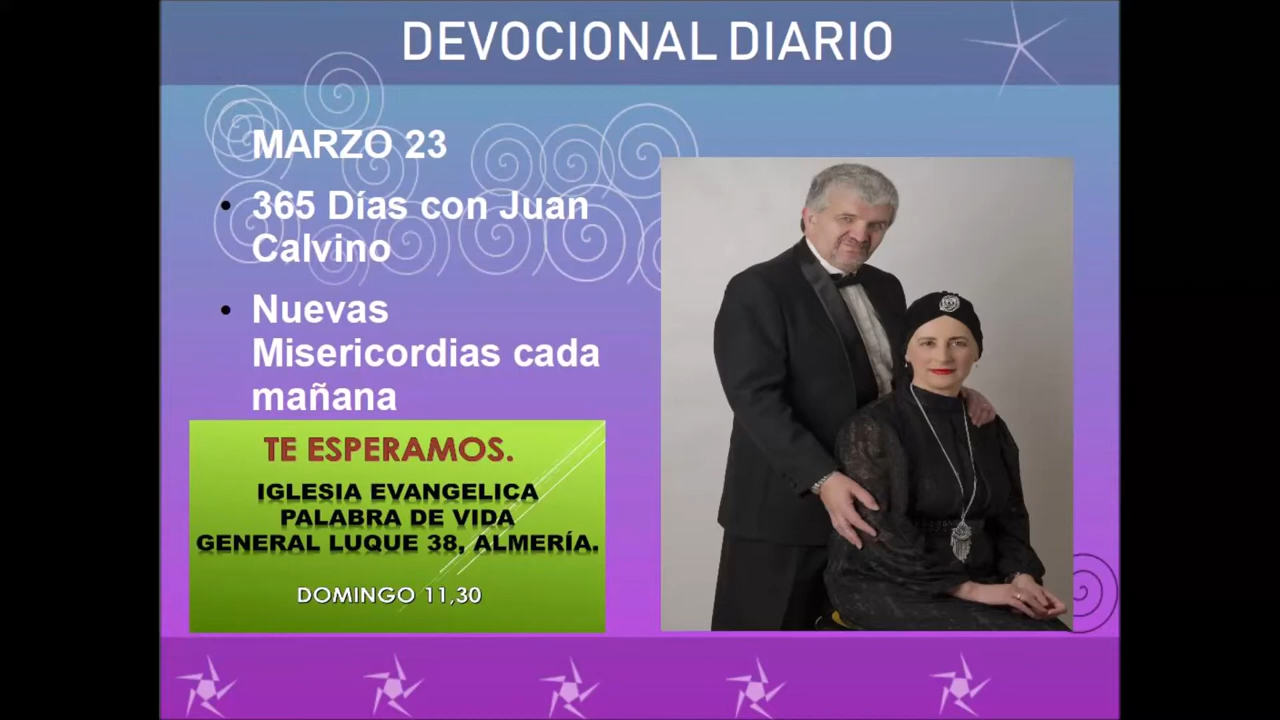 DEVOCIONAL DIARIO
MARZO 23
• 365 Días con Juan
Calvino
• Nuevas
Misericordias cada
mañana
TE ESPERAMOS.
IGLESIA EVANGELICA
PALABRA DE VIDA
GENERAL LUQUE 38, ALMERÍA.
DOMINGO 11,30